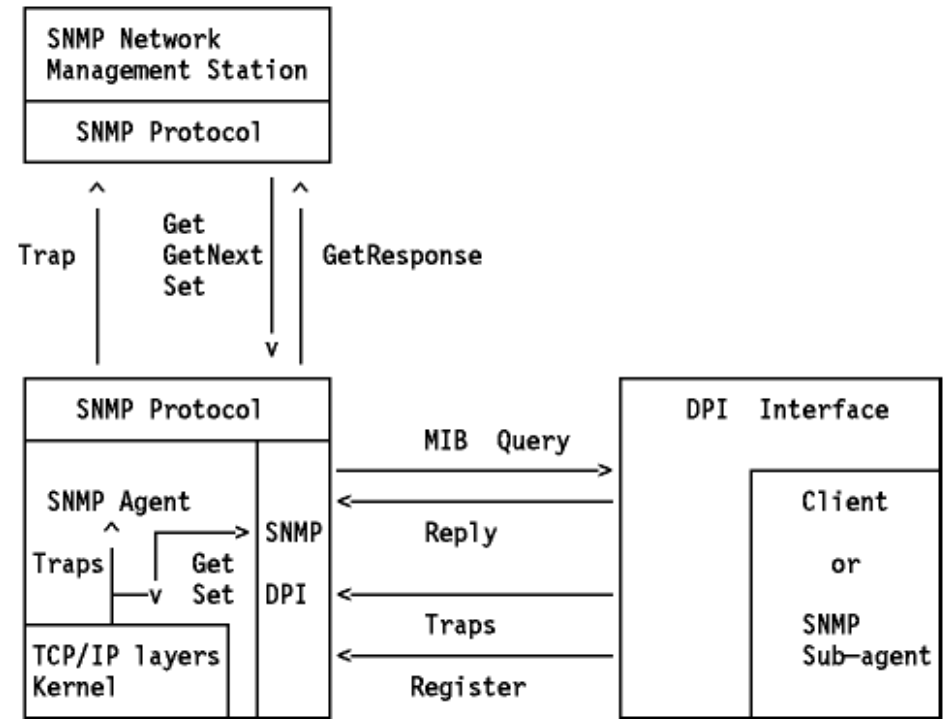 SNMP Network
Management Station
SNMP Protocol
Trap
Get
GetNext
Set
GetResponse
SNMP Protocol
SNMP Agent
Traps
Get
Set
SNMP
DPI
TCP/IP layers
Kernel
MIB Query
Reply
Traps
Register
DPI Interface
Client
or
SNMP
Sub-agent